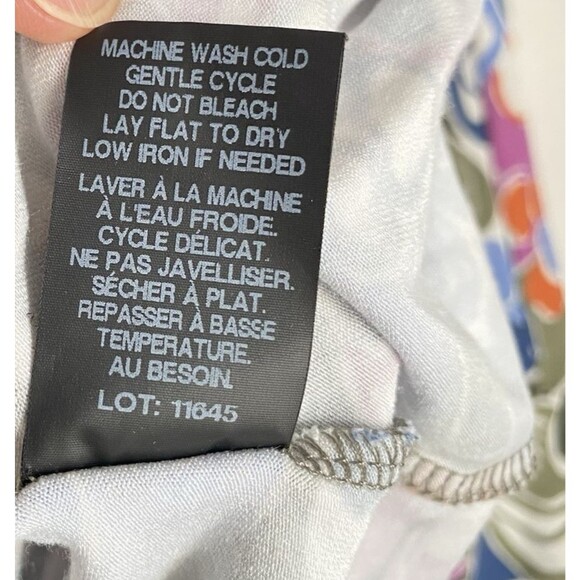 MACHINE WASH COLD
GENTLE CYCLE
DO NOT BLEACH
LAY FLAT TO DRY
LOW IRON IF NEEDED
LAVER À LA MACHINE
À L'EAU FROIDE.
CYCLE DÉLICAT.
NE PAS JAVELLISER.
SÉCHER À PLAT.
REPASSER À BASSE
TEMPERATURE.
AU BESOIN.
LOT: 11645